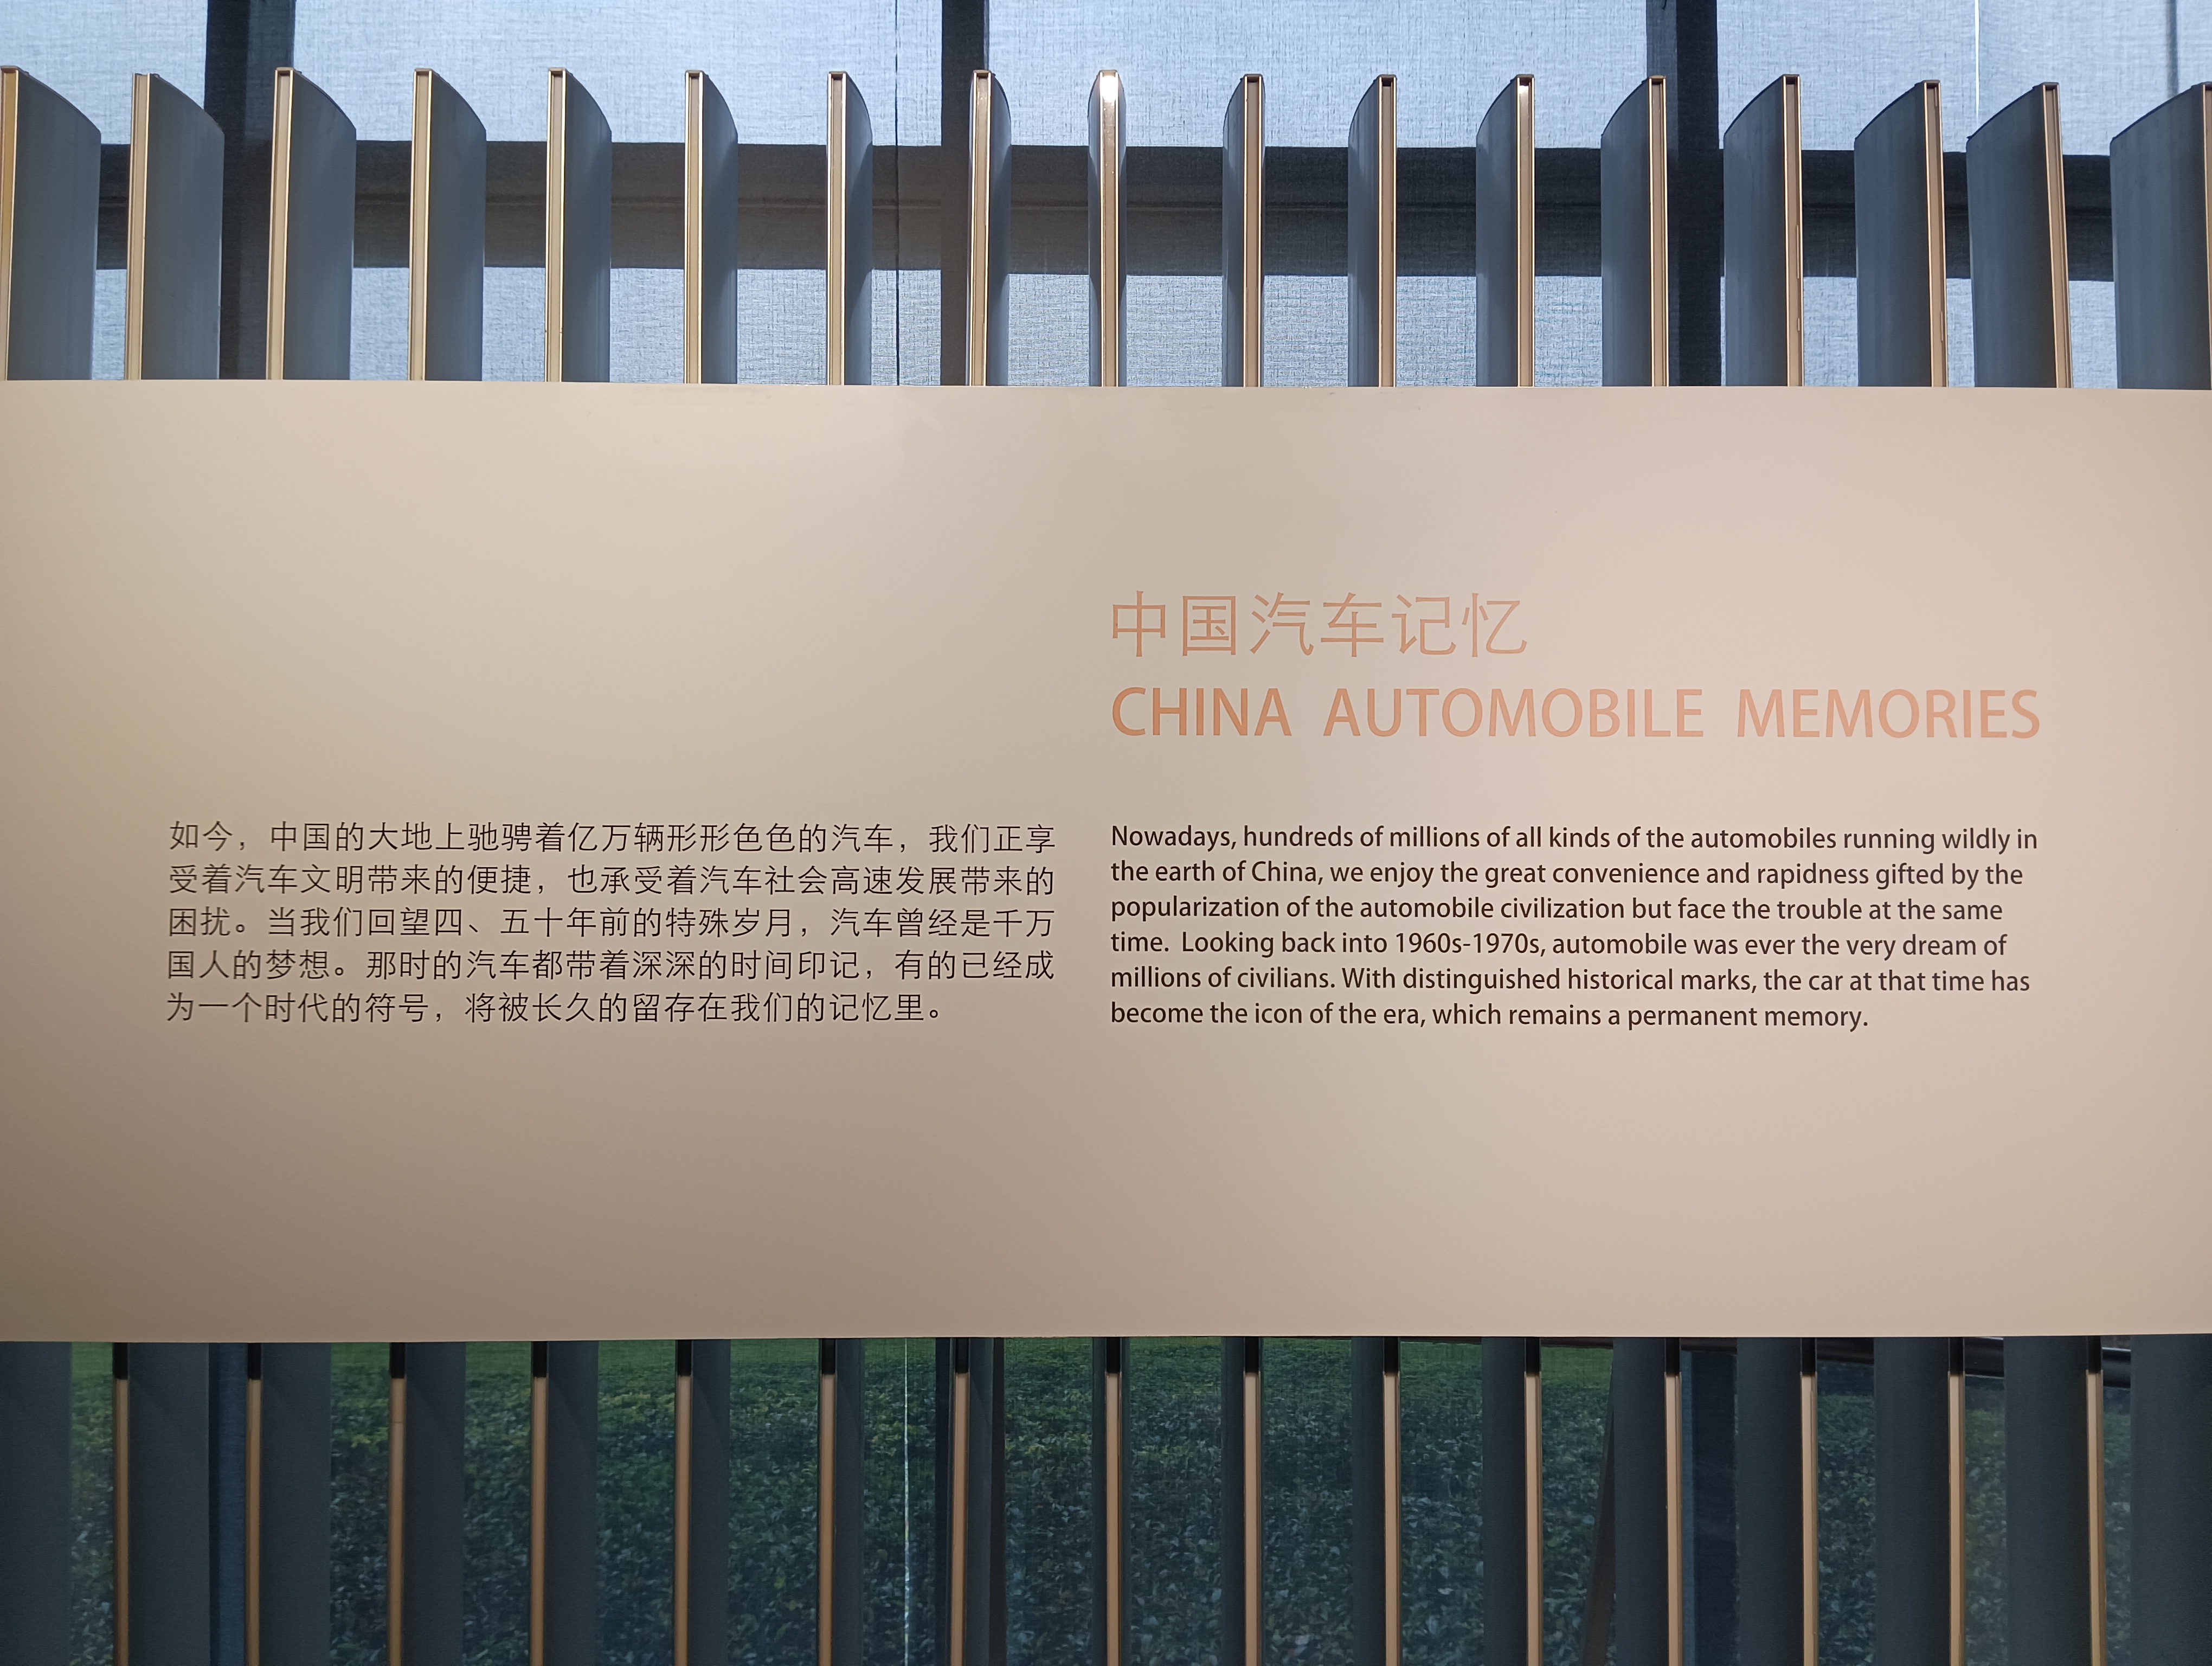 中国汽车记忆
CHINA AUTOMOBILE MEMORIES
如今，中国的大地上驰骋着亿万辆形形色色的汽车，我们正享
受着汽车文明带来的便捷，也承受着汽车社会高速发展带来的
困扰。当我们回望四、五十年前的特殊岁月，汽车曾经是千万
国人的梦想。那时的汽车都带着深深的时间印记，有的已经成
为一个时代的符号，将被长久的留存在我们的记忆里。
Nowadays, hundreds of millions of all kinds of the automobiles running wildly in
the earth of China, we enjoy the great convenience and rapidness gifted by the
popularization of the automobile civilization but face the trouble at the same
time. Looking back into 1960s-1970s, automobile was ever the very dream of
millions of civilians. With distinguished historical marks, the car at that time has
become the icon of the era, which remains a permanent memory.